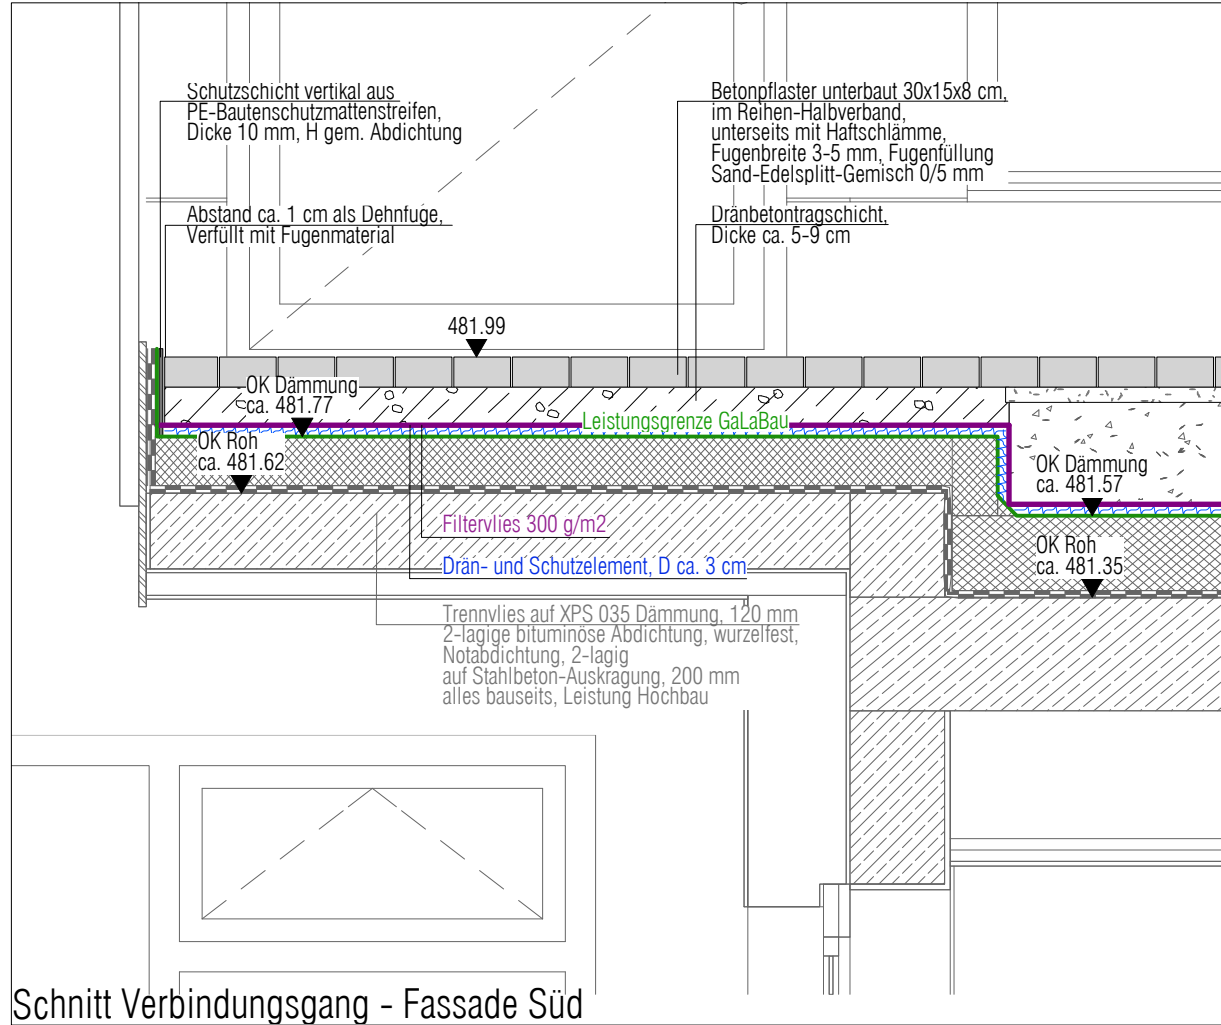 Schutzschicht vertikal aus
PE-Bautenschutzmattenstreifen,
Dicke 10 mm, H gem. Abdichtung
Betonpflaster unterbaut 30x15x8 cm,
im Reihen-Halbverband,
unterseits mit Haftschlämme,
Fugenbreite 3-5 mm, Fugenfüllung
Sand-Edelsplitt-Gemisch 0/5 mm
Abstand ca. 1 cm als Dehnfuge,
Verfüllt mit Fugenmaterial
Dränbetontragschicht,
Dicke ca. 5-9 cm
481.99
OK Dämmung
ca. 481.77
Leistungsgrenze GaLaBau
OK Roh
ca. 481.62
OK Dämmung
ca. 481.57
Filtervlies 300 g/m2
OK Roh
ca. 481.35
Drän- und Schutzelement, D ca. 3 cm
Trennvlies auf XPS 035 Dämmung, 120 mm
2-lagige bituminöse Abdichtung, wurzelfest,
Notabdichtung, 2-lagig
auf Stahlbeton-Auskragung, 200 mm
alles bauseits, Leistung Hochbau
Schnitt Verbindungsgang - Fassade Süd